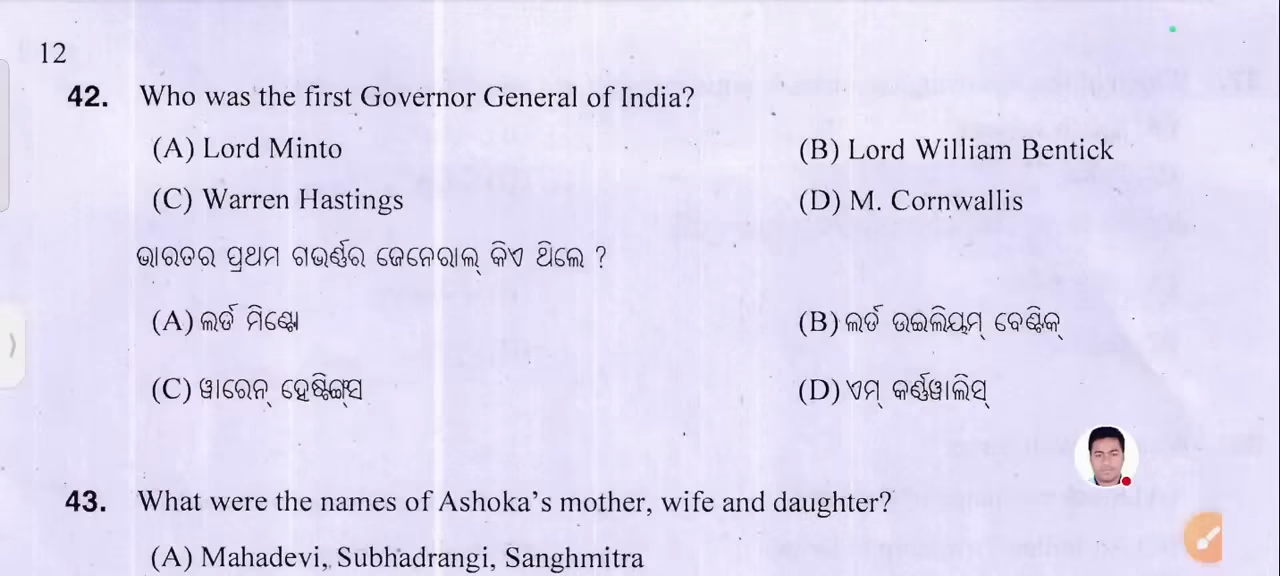 12
42. Who was the first Governor General of India?
(A) Lord Minto (B) Lord William Bentick
(C) Warren Hastings (D) M. Cornwallis
ଭାରତର ପ୍ରଥମ ଗଭର୍ଣ୍ଣର ଜେନେରାଲ୍ କିଏ ଥିଲେ ?
(A) ଲର୍ଡ ମିଣ୍ଟୋ (B) ଲର୍ଡ ଉଇଲିୟମ୍ ବେଣ୍ଟିକ୍
(C) ୱାରେନ୍ ହେଷ୍ଟିଙ୍ଗ୍ସ (D) ଏମ୍ କର୍ଣ୍ଣୱାଲିସ୍
43. What were the names of Ashoka's mother, wife and daughter?
(A) Mahadevi, Subhadrangi, Sanghmitra